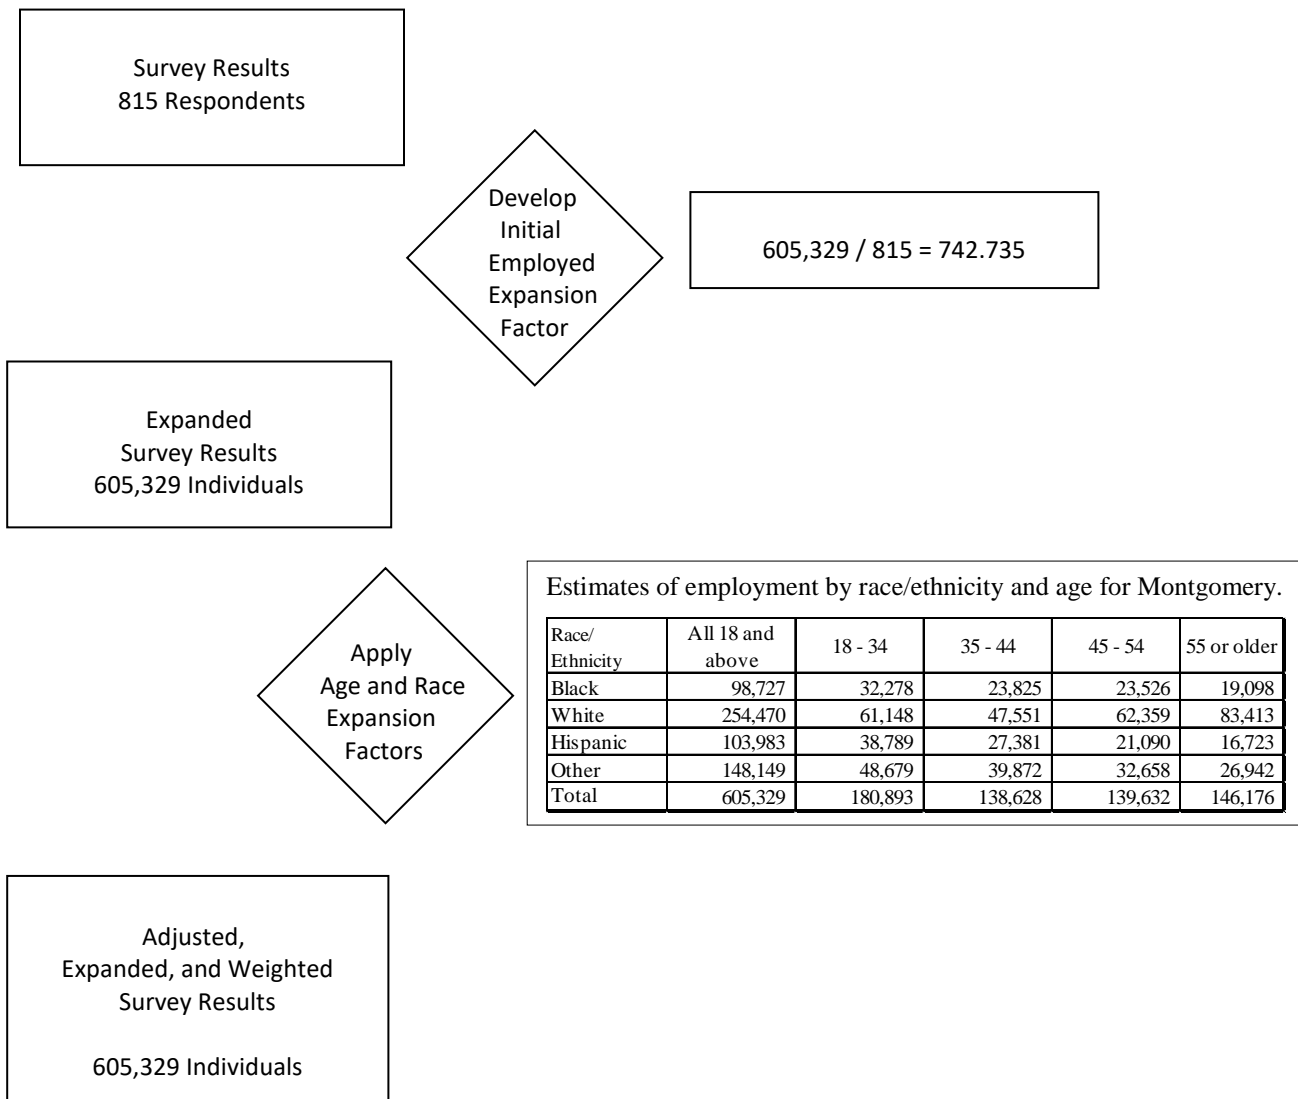 Survey Results
815 Respondents
Develop
Initial
Employed
Expansion
Factor
605,329 / 815 = 742.735
Expanded
Survey Results
605,329 Individuals
Apply
Age and Race
Expansion
Factors
Estimates of employment by race/ethnicity and age for Montgomery.
Race/ Ethnicity All 18 and above 18 - 34 35 - 44 45 - 54 55 or older
Black 98,727 32,278 23,825 23,526 19,098
White 254,470 61,148 47,551 62,359 83,413
Hispanic 103,983 38,789 27,381 21,090 16,723
Other 148,149 48,679 39,872 32,658 26,942
Total 605,329 180,893 138,628 139,632 146,176
Adjusted,
Expanded, and Weighted
Survey Results
605,329 Individuals